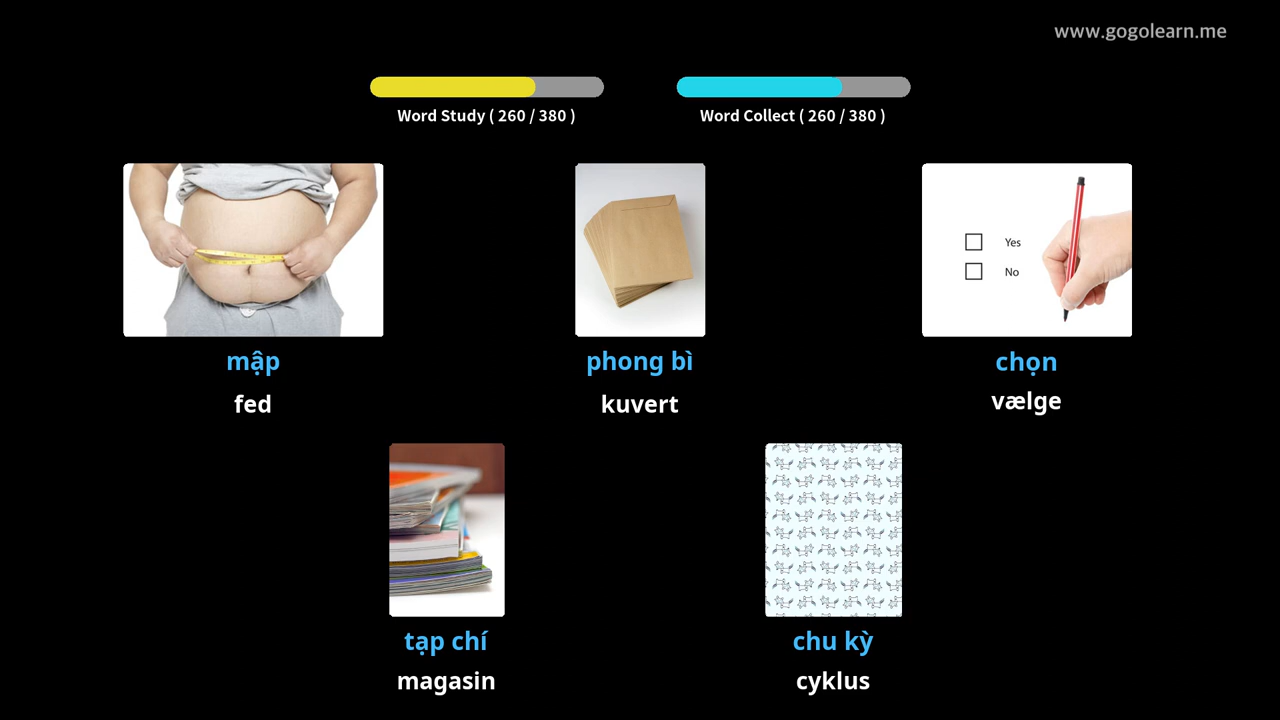 www.gogolearn.me
Word Study ( 260 / 380 )
Word Collect ( 260 / 380 )
Yes
No
mập
fed
phong bì
kuvert
chọn
vælge
tạp chí
magasin
chu kỳ
cyklus